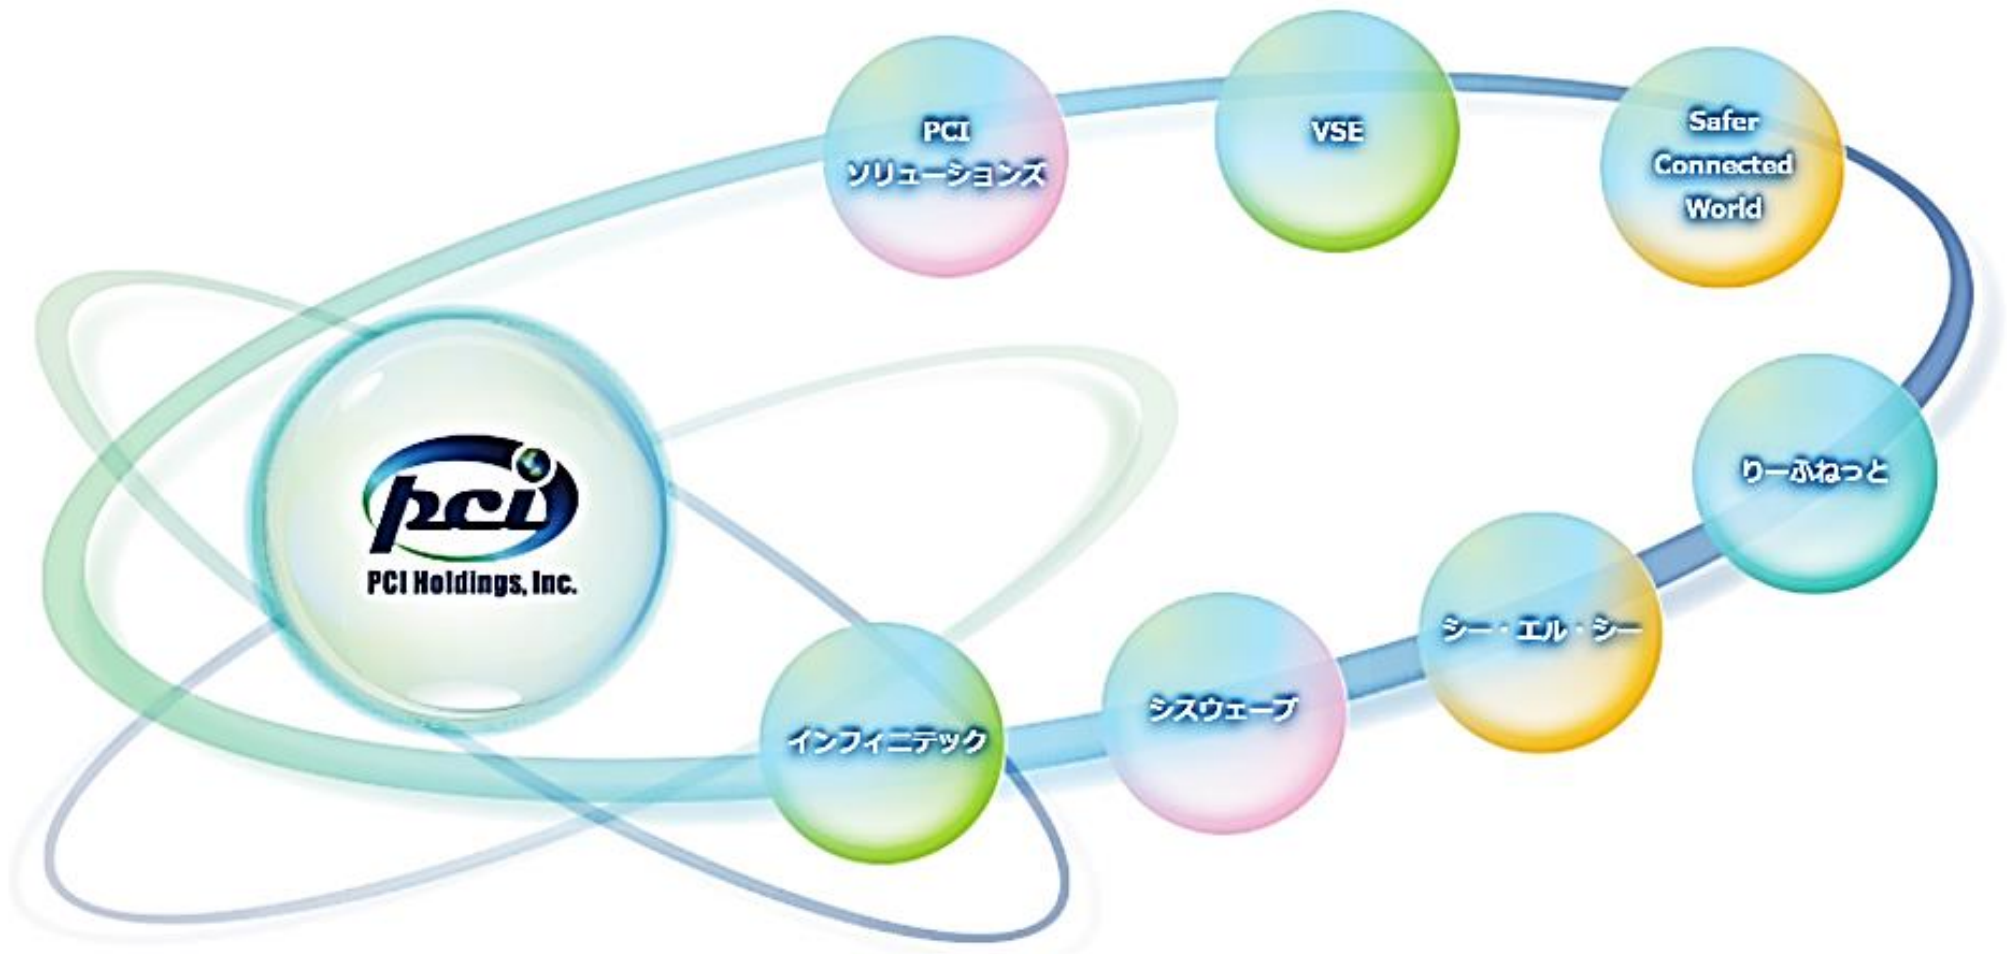 PCI
ソリューションズ
VSE
Safer
Connected
World
りーふねっと
pci
PCI Holdings, Inc.
シー・エル・シー
シスウェーブ
インフィニテック